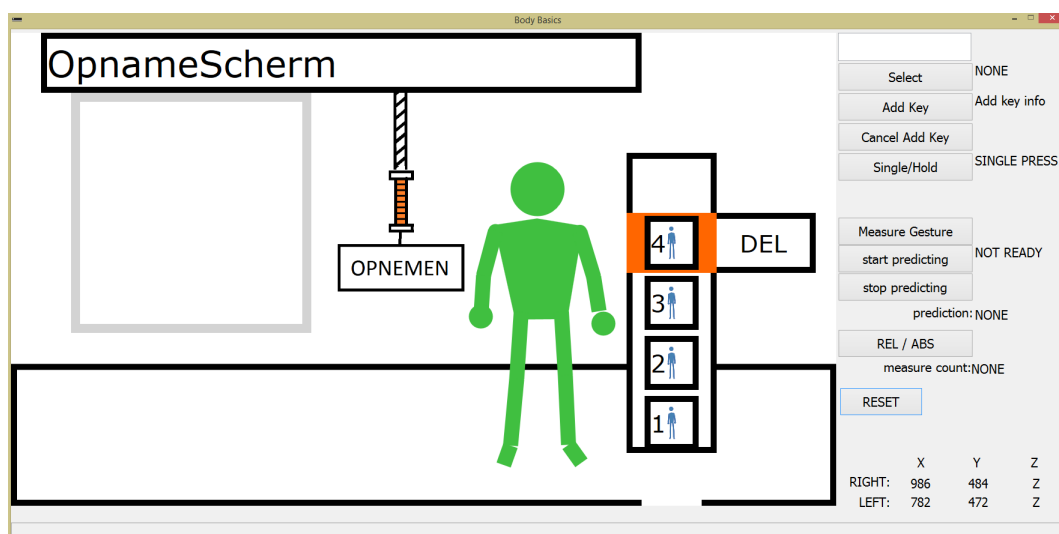 Body Basics
OpnameScherm
OPNEMEN
4
DEL
3
2
1
Select
NONE
Add Key
Add key info
Cancel Add Key
Single/Hold
SINGLE PRESS
Measure Gesture
start predicting
NOT READY
stop predicting
prediction: NONE
REL / ABS
measure count:NONE
RESET
X Y Z
RIGHT: 986 484 Z
LEFT: 782 472 Z